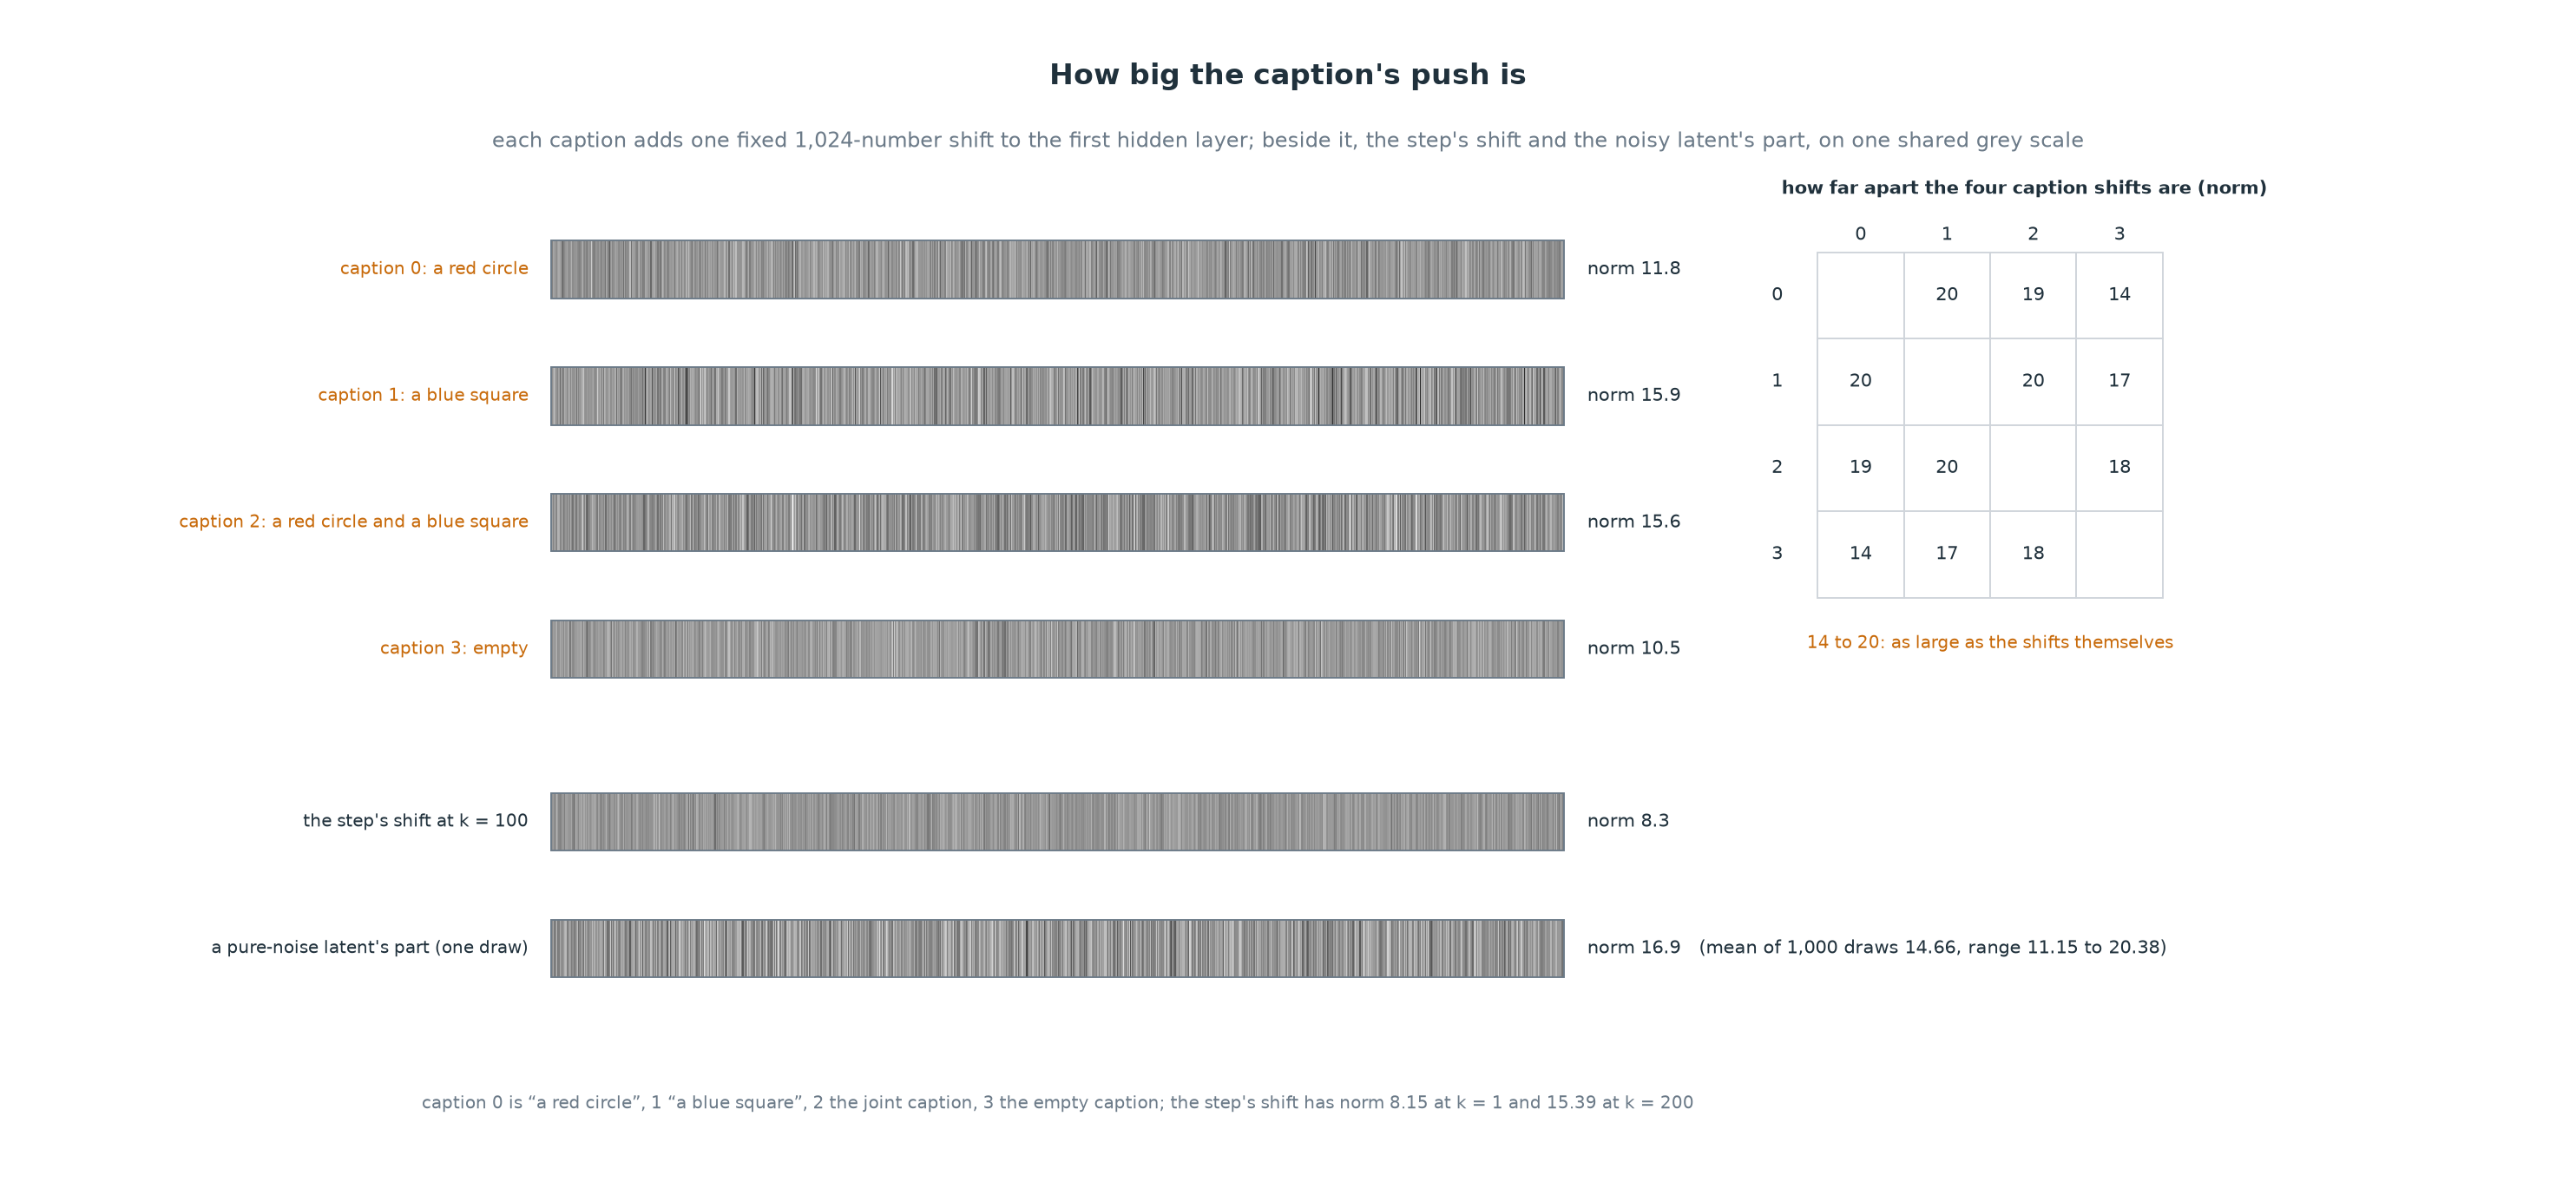 How big the caption's push is
each caption adds one fixed 1,024-number shift to the first hidden layer; beside it, the step's shift and the noisy latent's part, on one shared grey scale
how far apart the four caption shifts are (norm)
0 1 2 3
caption 0: a red circle
norm 11.8
0 20 19 14
1 20 20 17
caption 1: a blue square
norm 15.9
2 19 20 18
caption 2: a red circle and a blue square
norm 15.6
3 14 17 18
14 to 20: as large as the shifts themselves
caption 3: empty
norm 10.5
the step's shift at k = 100
norm 8.3
a pure-noise latent's part (one draw)
norm 16.9 (mean of 1,000 draws 14.66, range 11.15 to 20.38)
caption 0 is “a red circle”, 1 “a blue square”, 2 the joint caption, 3 the empty caption; the step's shift has norm 8.15 at k = 1 and 15.39 at k = 200